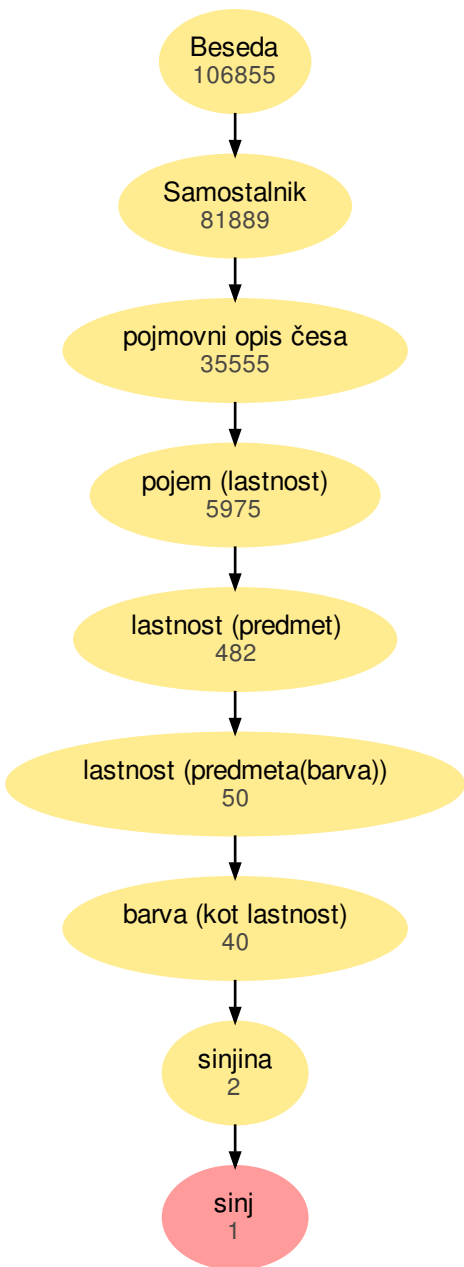 Beseda
106855
Samostalnik
81889
pojmovni opis česa
35555
pojem (lastnost)
5975
lastnost (predmet)
482
lastnost (predmeta(barva))
50
barva (kot lastnost)
40
sinjina
2
sinj
1